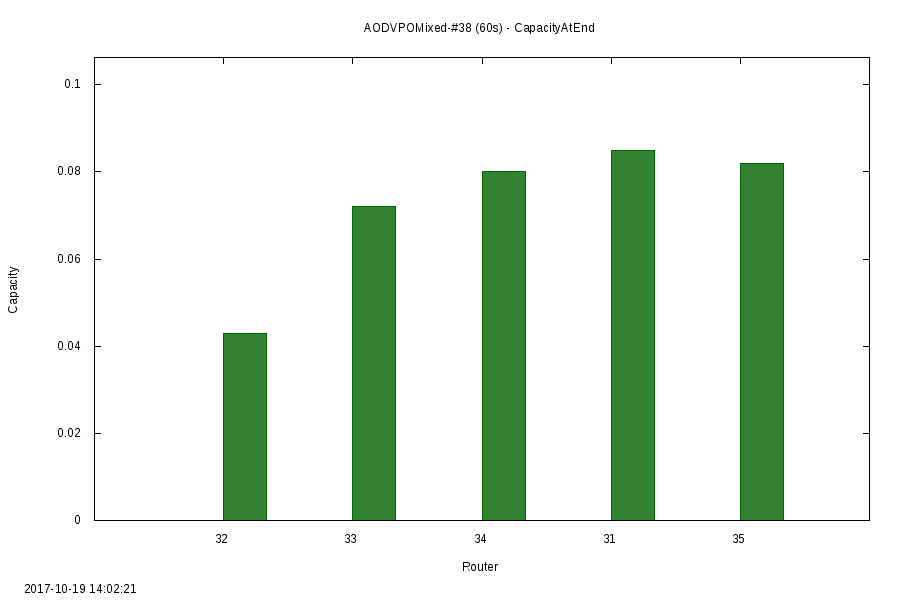 AODVPOMixed-#38 (60s) - CapacityAtEnd
0.1
0.08
0.06
0.04
0.02
0
Capacity
32 33 34 31 35
Router
2017-10-19 14:02:21